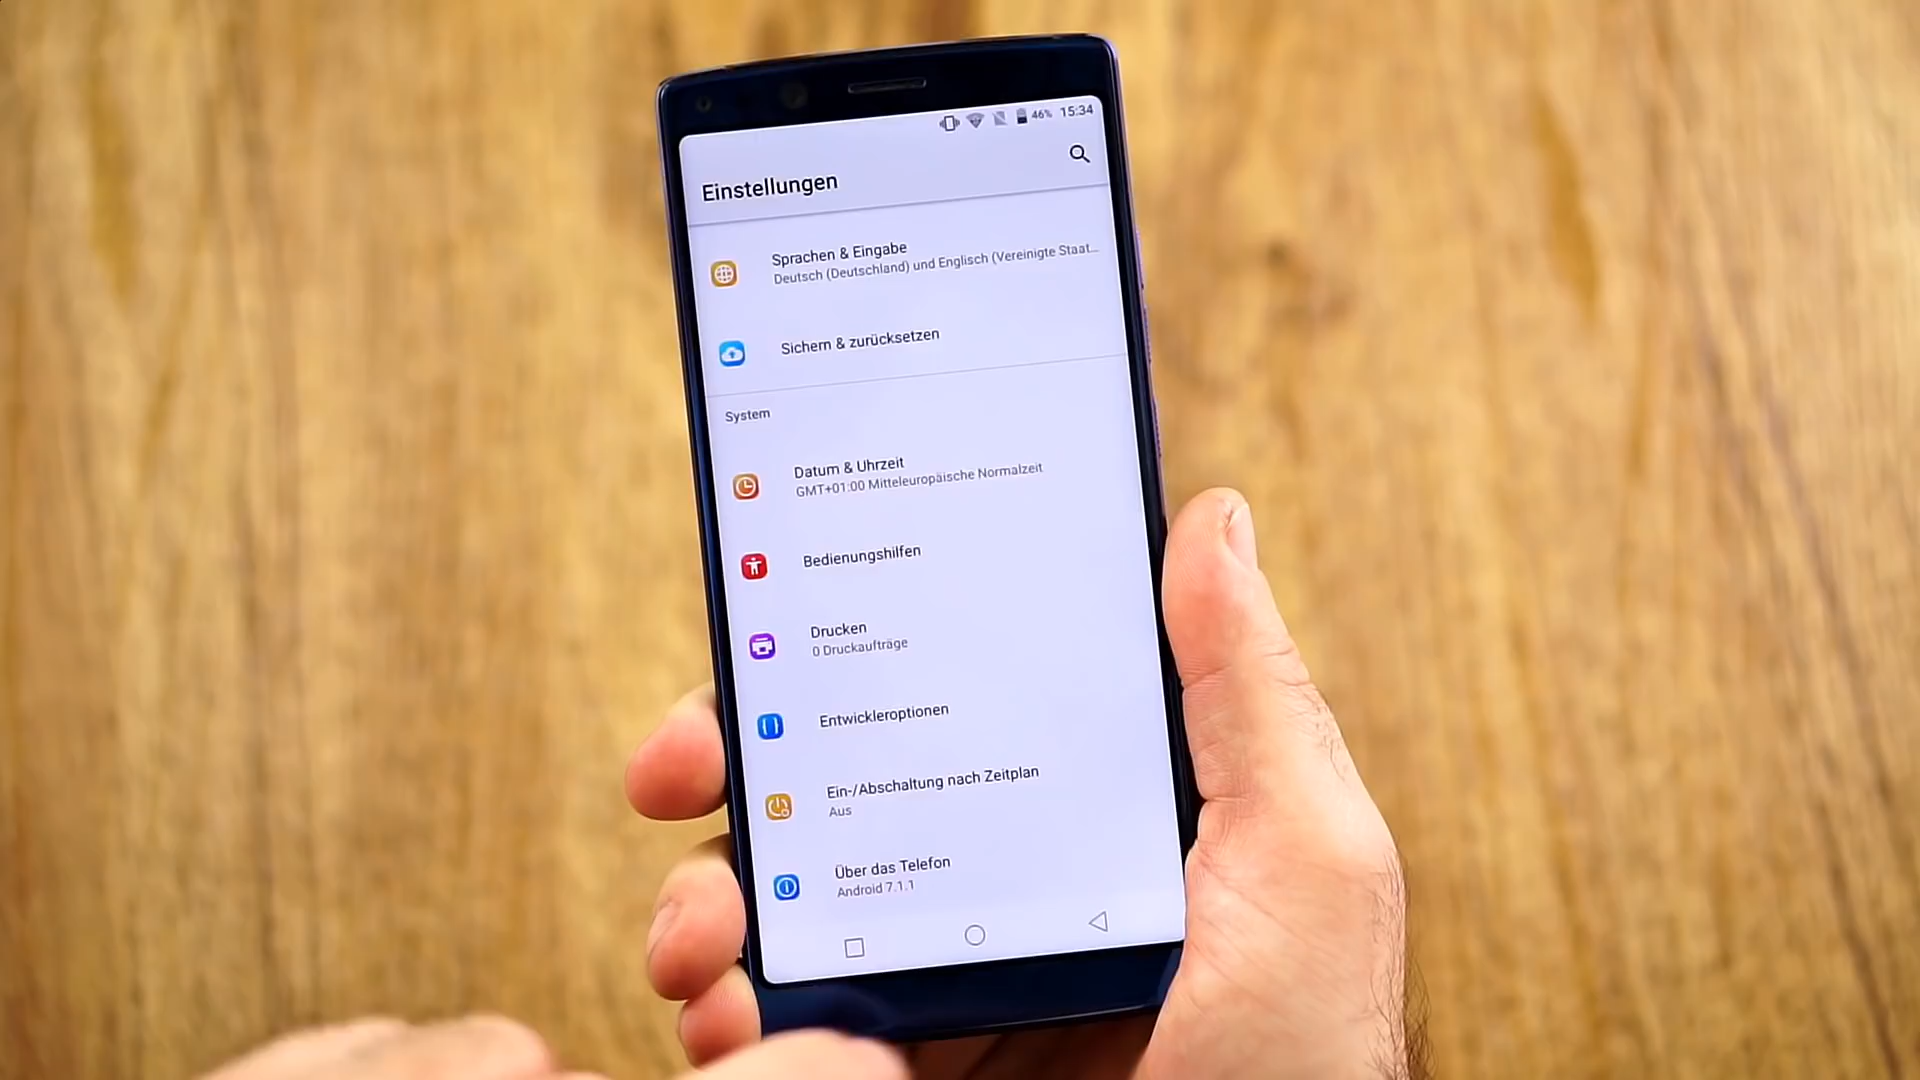 46% 15:34
Einstellungen
Sprachen & Eingabe
Deutsch (Deutschland) und Englisch (Vereinigte Staat...
Sichern & zurücksetzen
System
Datum & Uhrzeit
GMT+01:00 Mitteleuropäische Normalzeit
Bedienungshilfen
Drucken
0 Druckaufträge
Entwickleroptionen
Ein-/Abschaltung nach Zeitplan
Aus
Über das Telefon
Android 7.1.1